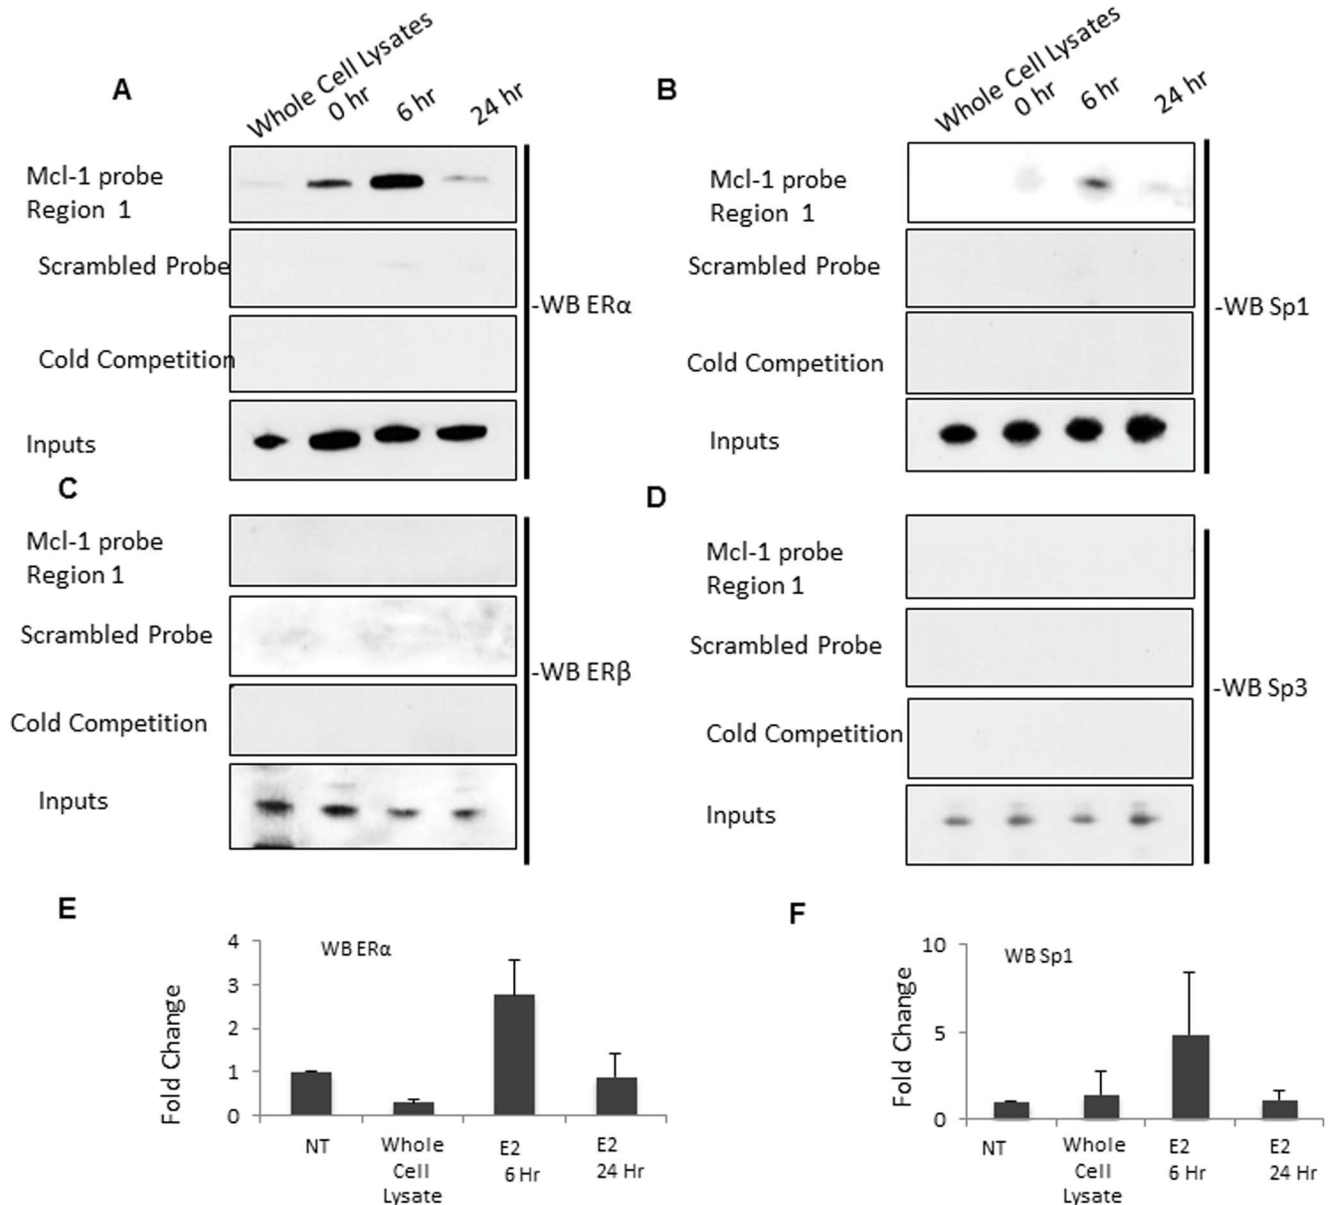 A
Whole Cell Lysates
0 hr
6 hr
24 hr
Mcl-1 probe
Region 1
Scrambled Probe
Cold Competition
Inputs
-WB ERα
B
Whole Cell Lysates
0 hr
6 hr
24 hr
Mcl-1 probe
Region 1
Scrambled Probe
Cold Competition
Inputs
-WB Sp1
C
Mcl-1 probe
Region 1
Scrambled Probe
Cold Competition
Inputs
-WB ERβ
D
Mcl-1 probe
Region 1
Scrambled Probe
Cold Competition
Inputs
-WB Sp3
E
WB ERα
Fold Change
4
3
2
1
0
NT
Whole
Cell
Lysate
E2
6 Hr
E2
24 Hr
F
WB Sp1
Fold Change
10
5
0
NT
Whole
Cell
Lysate
E2
6 Hr
E2
24 Hr